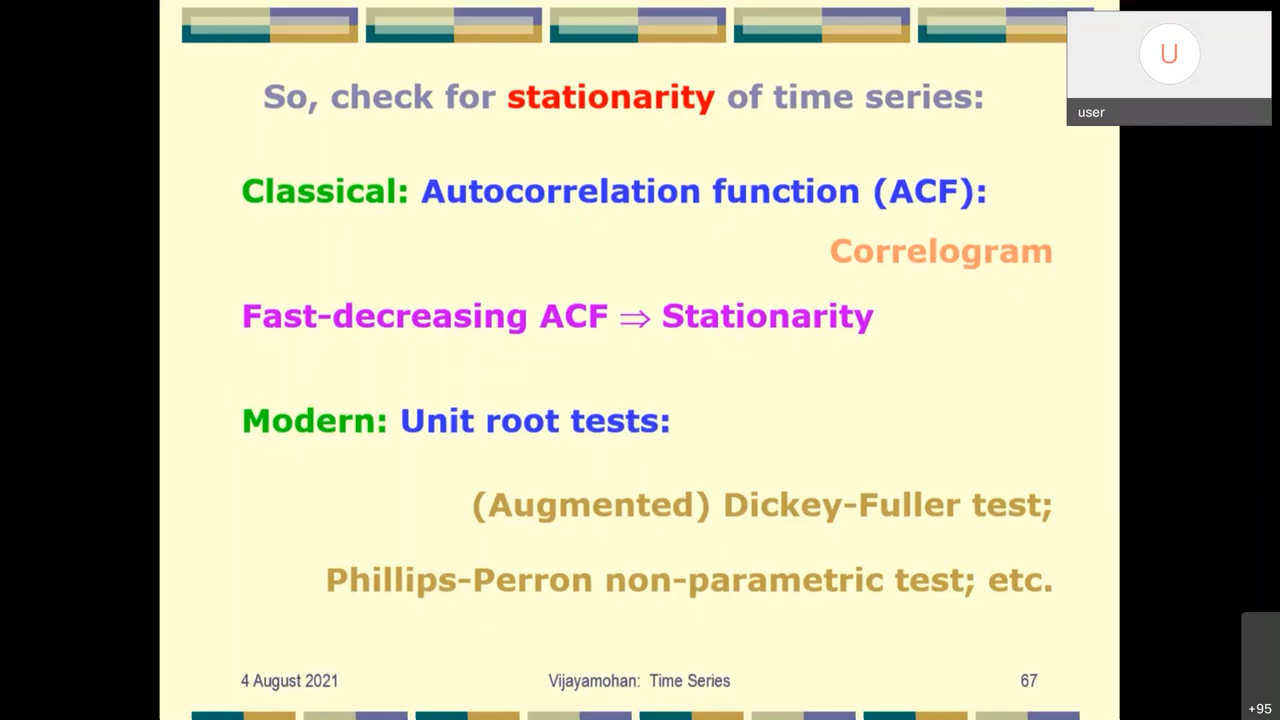 So, check for stationarity of time series:
U
user
Classical: Autocorrelation function (ACF):
Correlogram
Fast-decreasing ACF ⇒ Stationarity
Modern: Unit root tests:
(Augmented) Dickey-Fuller test;
Phillips-Perron non-parametric test; etc.
4 August 2021 Vijayamohan: Time Series 67
+95